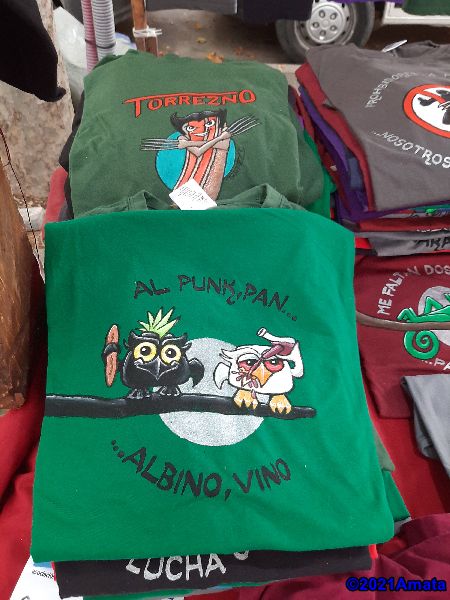 TORREZNO
AL PUNK, PAN...
...ALBINO, VINO
LUCHA
...NOSOTROS
ME FALTAN DOS
©2021Amata